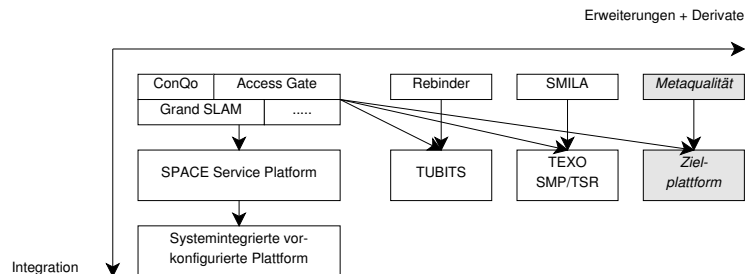 Erweiterungen + Derivate
ConQo
Access Gate
Rebinder
SMILA
Metaqualität
Grand SLAM
.....
SPACE Service Platform
TUBITS
TEXO
SMP/TSR
Ziel-
plattform
Systemintegrierte vor-
konfigurierte Plattform
Integration